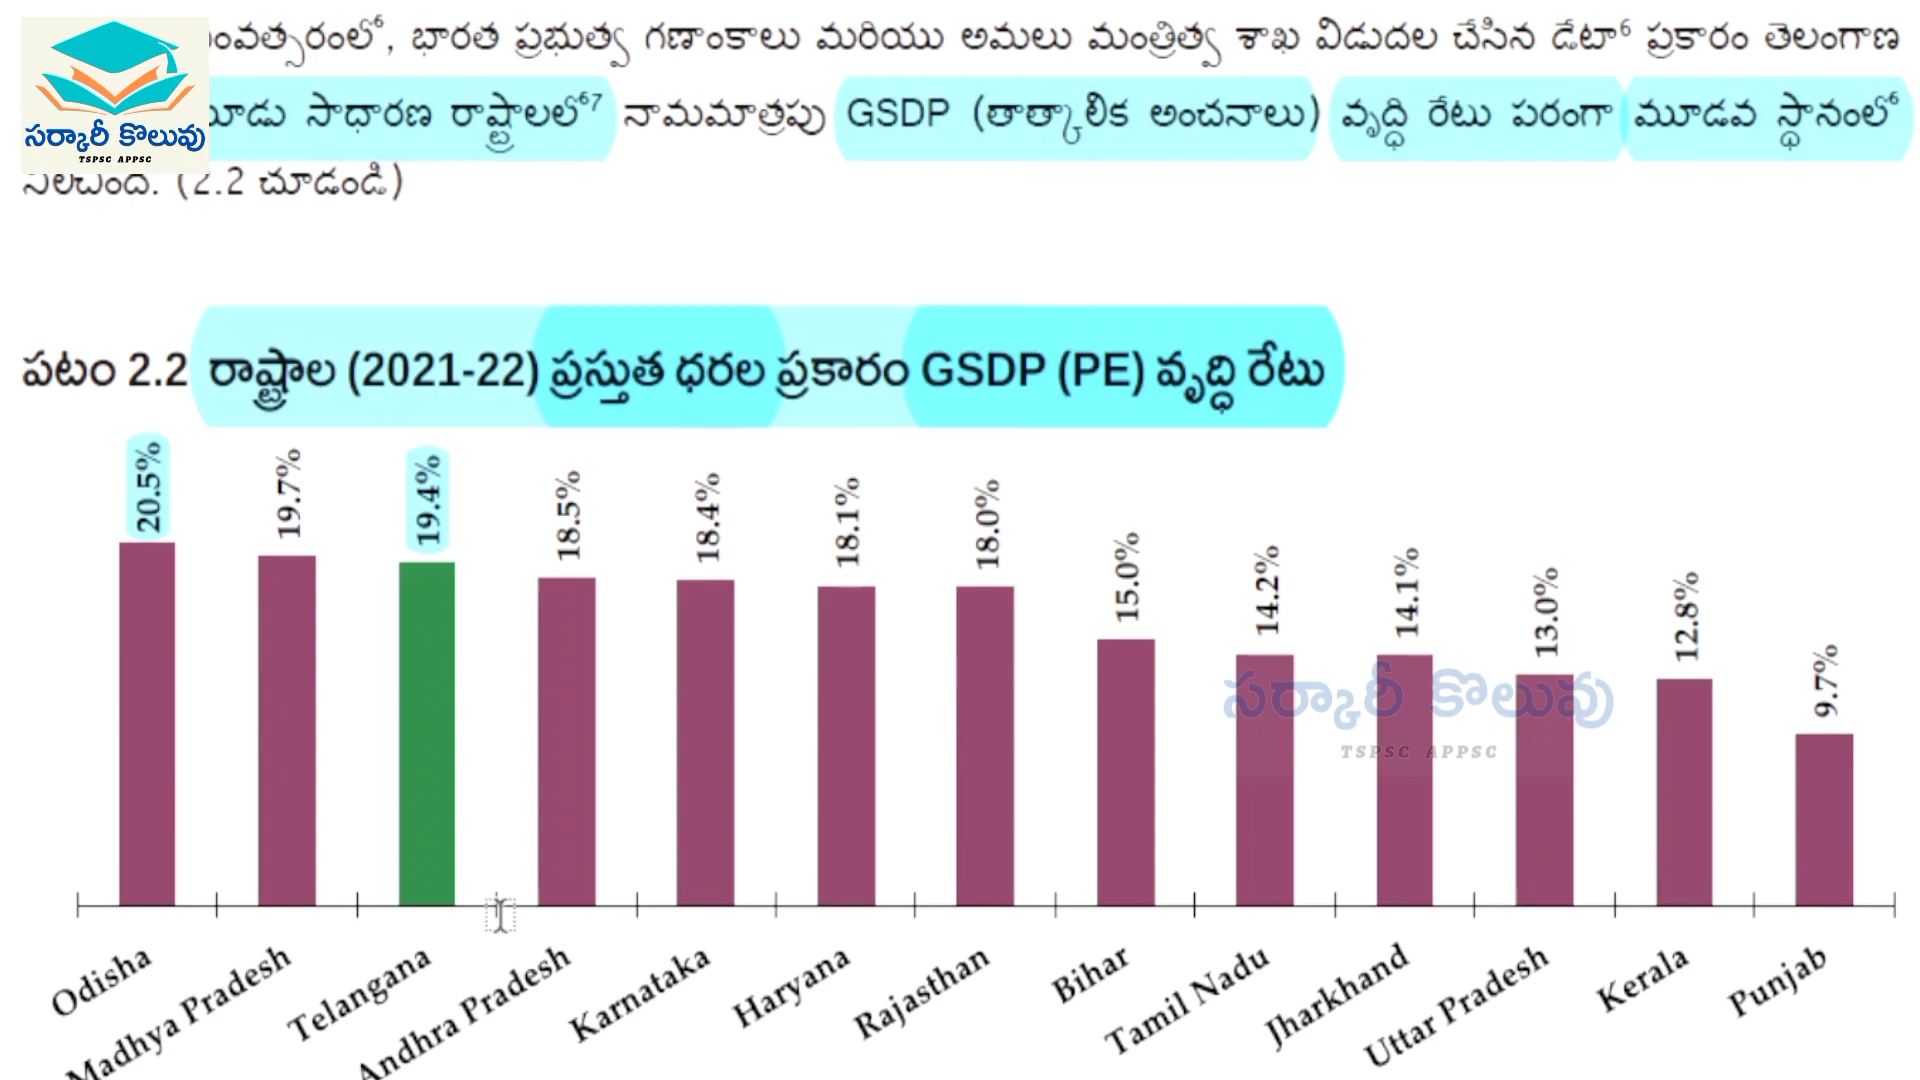 సంవత్సరంలో, భారత ప్రభుత్వ గణాంకాలు మరియు అమలు మంత్రిత్వ శాఖ విడుదల చేసిన డేటా⁶ ప్రకారం తెలంగాణ
మూడు సాధారణ రాష్ట్రాలలో⁷ నామమాత్రపు GSDP (తాత్కాలిక అంచనాలు) వృద్ధి రేటు పరంగా మూడవ స్థానంలో
నిలిచింది. (2.2 చూడండి)
సర్కారీ కొలువు
TSPSC APPSC
పటం 2.2 రాష్ట్రాల (2021-22) ప్రస్తుత ధరల ప్రకారం GSDP (PE) వృద్ధి రేటు
20.5% 19.7% 19.4% 18.5% 18.4% 18.1% 18.0% 15.0% 14.2% 14.1% 13.0% 12.8% 9.7%
సర్కారీ కొలువు
TSPSC APPSC
Odisha Madhya Pradesh Telangana Andhra Pradesh Karnataka Haryana Rajasthan Bihar Tamil Nadu Jharkhand Uttar Pradesh Kerala Punjab